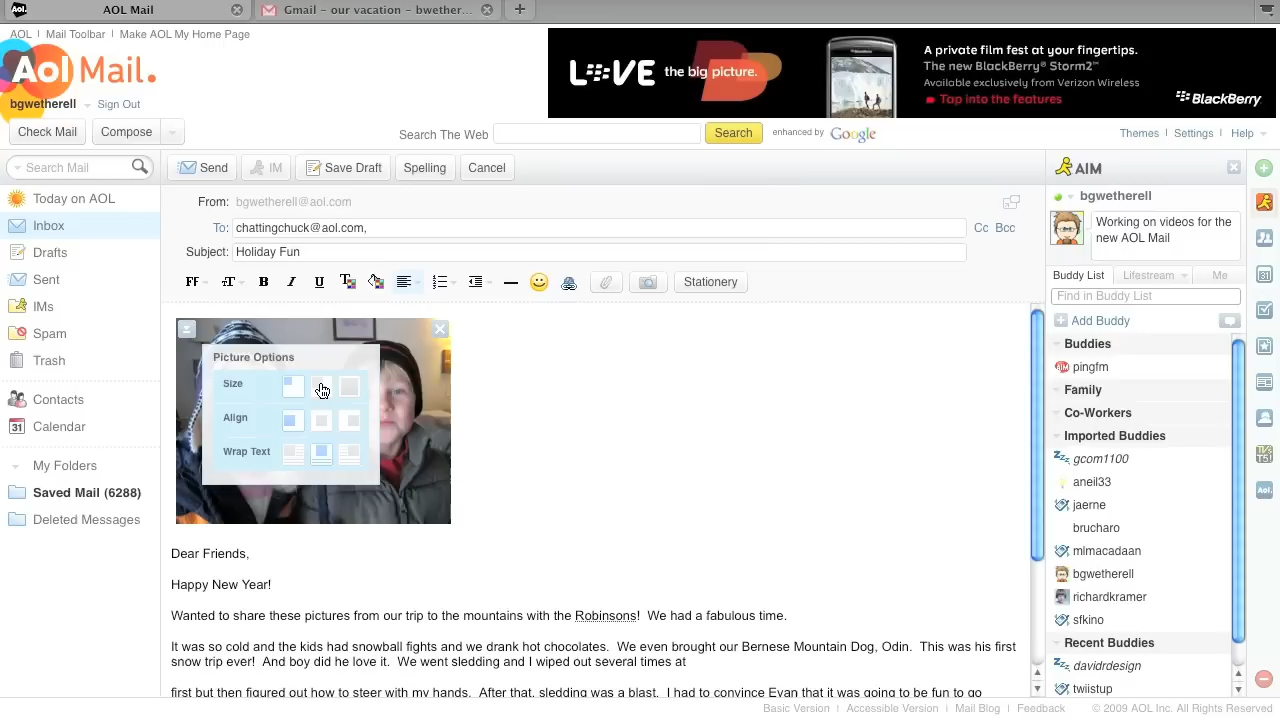 AOL Mail
Gmail – our vacation – bwether...
AOL | Mail Toolbar | Make AOL My Home Page
Aol Mail.
bgwetherell Sign Out
LOVE the big picture.
A private film fest at your fingertips.
The new BlackBerry® Storm2™
Available exclusively from Verizon Wireless
Tap into the features
BlackBerry
Check Mail Compose
Search The Web Search enhanced by Google
Themes | Settings | Help
Search Mail
Send IM Save Draft Spelling Cancel
AIM
Today on AOL
Inbox
Drafts
Sent
IMs
Spam
Trash
Contacts
31 Calendar
My Folders
Saved Mail (6288)
Deleted Messages
From: bgwetherell@aol.com
To: chattingchuck@aol.com, Cc Bcc
Subject: Holiday Fun
FF TT B I U T Stationery
Picture Options
Size
Align
Wrap Text
Dear Friends,
Happy New Year!
Wanted to share these pictures from our trip to the mountains with the Robinsons! We had a fabulous time.
It was so cold and the kids had snowball fights and we drank hot chocolates. We even brought our Bernese Mountain Dog, Odin. This was his first
snow trip ever! And boy did he love it. We went sledding and I wiped out several times at
first but then figured out how to steer with my hands. After that, sledding was a blast. I had to convince Evan that it was going to be fun to go
bgwetherell
Working on videos for the
new AOL Mail
Buddy List Lifestream Me
Find in Buddy List
Add Buddy
Buddies
pingfm
Family
Co-Workers
Imported Buddies
gcom1100
aneil33
jaerne
brucharo
mlmacadaan
bgwetherell
richardkramer
sfkino
Recent Buddies
davidrdesign
twiistup
Aol.
Basic Version | Accessible Version | Mail Blog | Feedback © 2009 AOL Inc. All Rights Reserved